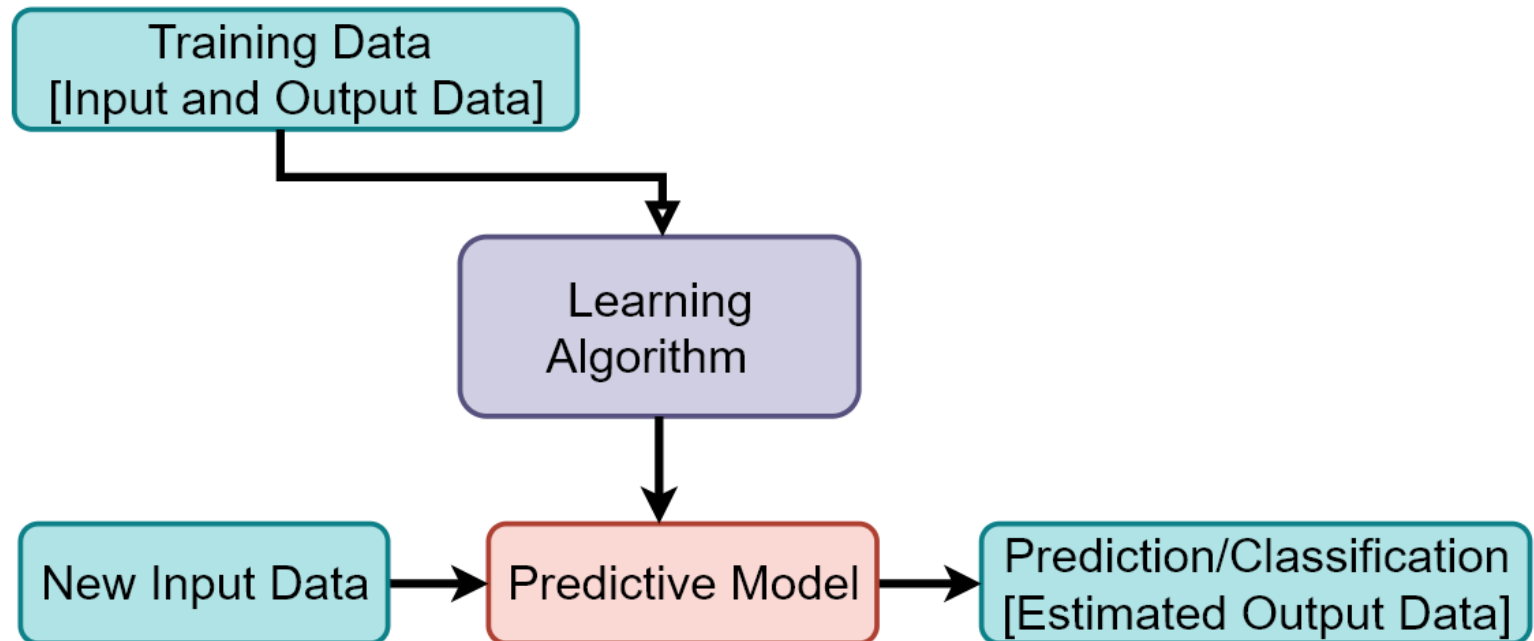 Training Data
[Input and Output Data]
Learning
Algorithm
New Input Data
Predictive Model
Prediction/Classification
[Estimated Output Data]